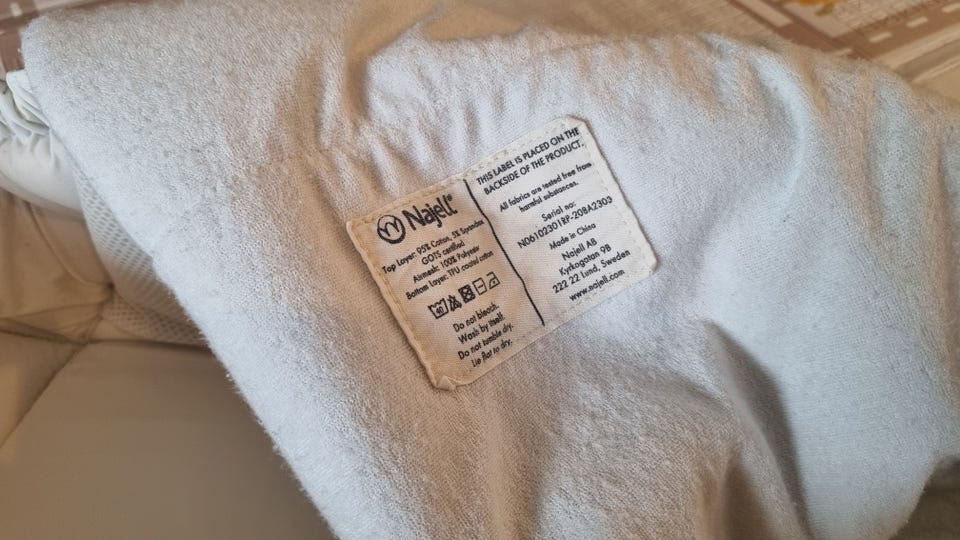 Najell®
Top Layer: 95% Cotton, 5% Spandex
GOTS certified
Airmesh: 100% Polyester
Bottom Layer: TPU coated cotton
40
Do not bleach.
Wash by itself.
Do not tumble dry.
Lie flat to dry.
THIS LABEL IS PLACED ON THE
BACKSIDE OF THE PRODUCT.
All fabrics are tested free from
harmful substances.
Serial no:
N06102301RP-208A2305
Made in China
Najell AB
Kyrkogatan 9B
222 22 Lund, Sweden
www.najell.com